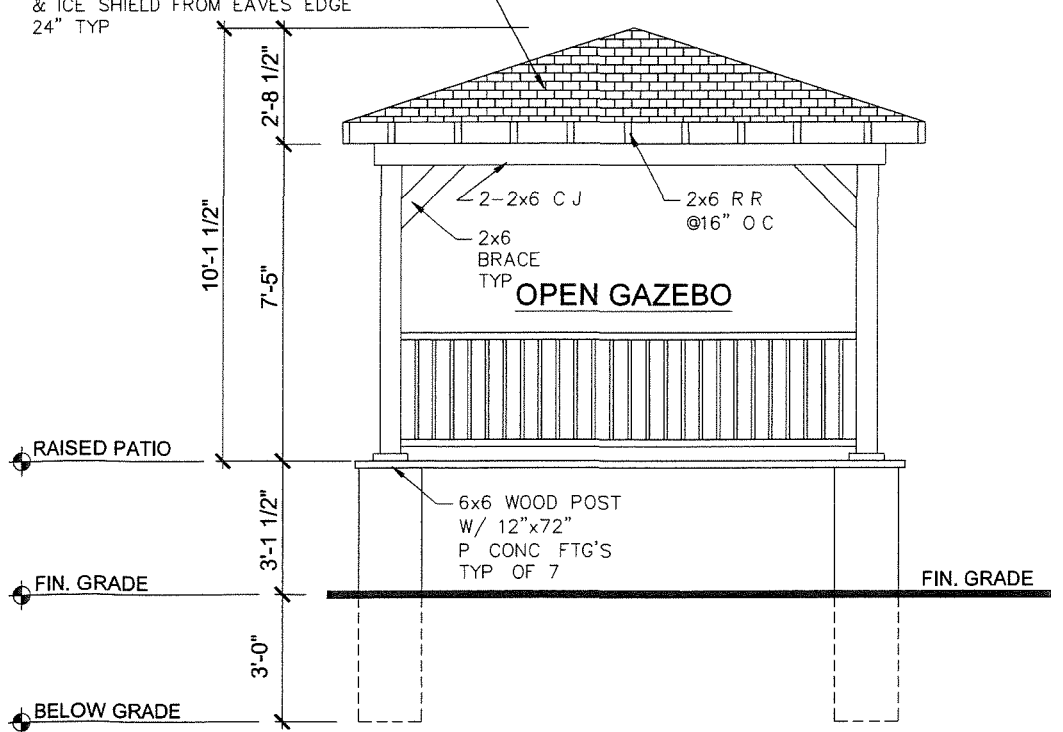 & ICE SHIELD FROM EAVES EDGE
24" TYP
2'-8 1/2"
10'-1 1/2"
7'-5"
2-2x6 C J
2x6 R R
@16" O C
2x6
BRACE
TYP
OPEN GAZEBO
RAISED PATIO
6x6 WOOD POST
W/ 12"x72"
P CONC FTG'S
TYP OF 7
3'-1 1/2"
FIN. GRADE
FIN. GRADE
3'-0"
BELOW GRADE